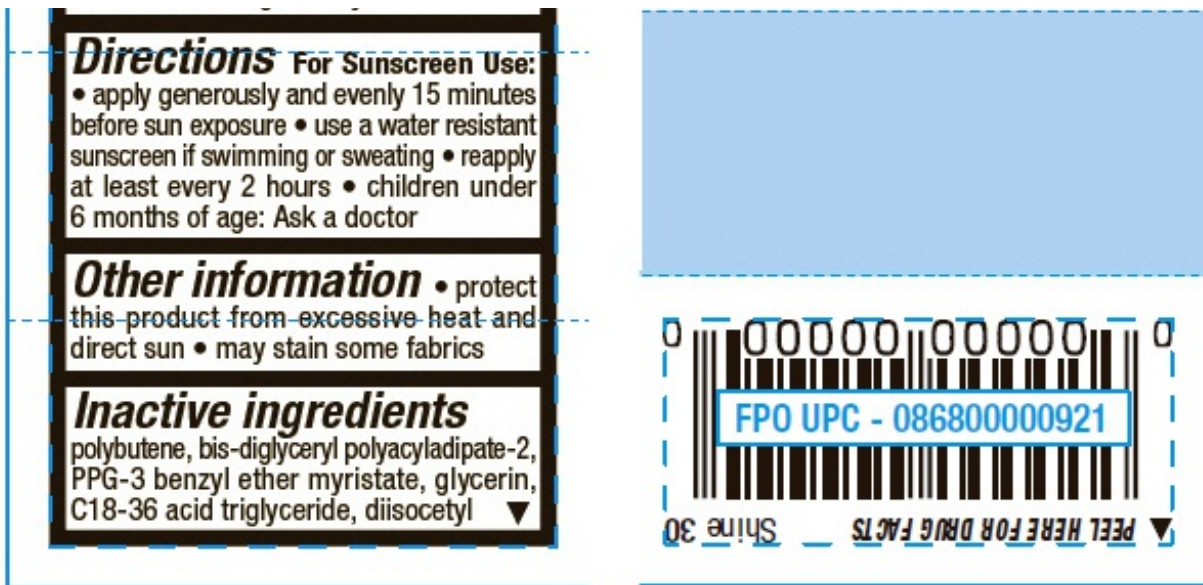 Directions For Sunscreen Use:
• apply generously and evenly 15 minutes
before sun exposure • use a water resistant
sunscreen if swimming or sweating • reapply
at least every 2 hours • children under
6 months of age: Ask a doctor
Other information • protect
this product from excessive heat and
direct sun • may stain some fabrics
Inactive ingredients
polybutene, bis-diglyceryl polyacyladipate-2,
PPG-3 benzyl ether myristate, glycerin,
C18-36 acid triglyceride, diisocetyl ▼
0 00000 00000 0
FPO UPC - 086800000921
▲ PEEL HERE FOR DRUG FACTS Shine 30